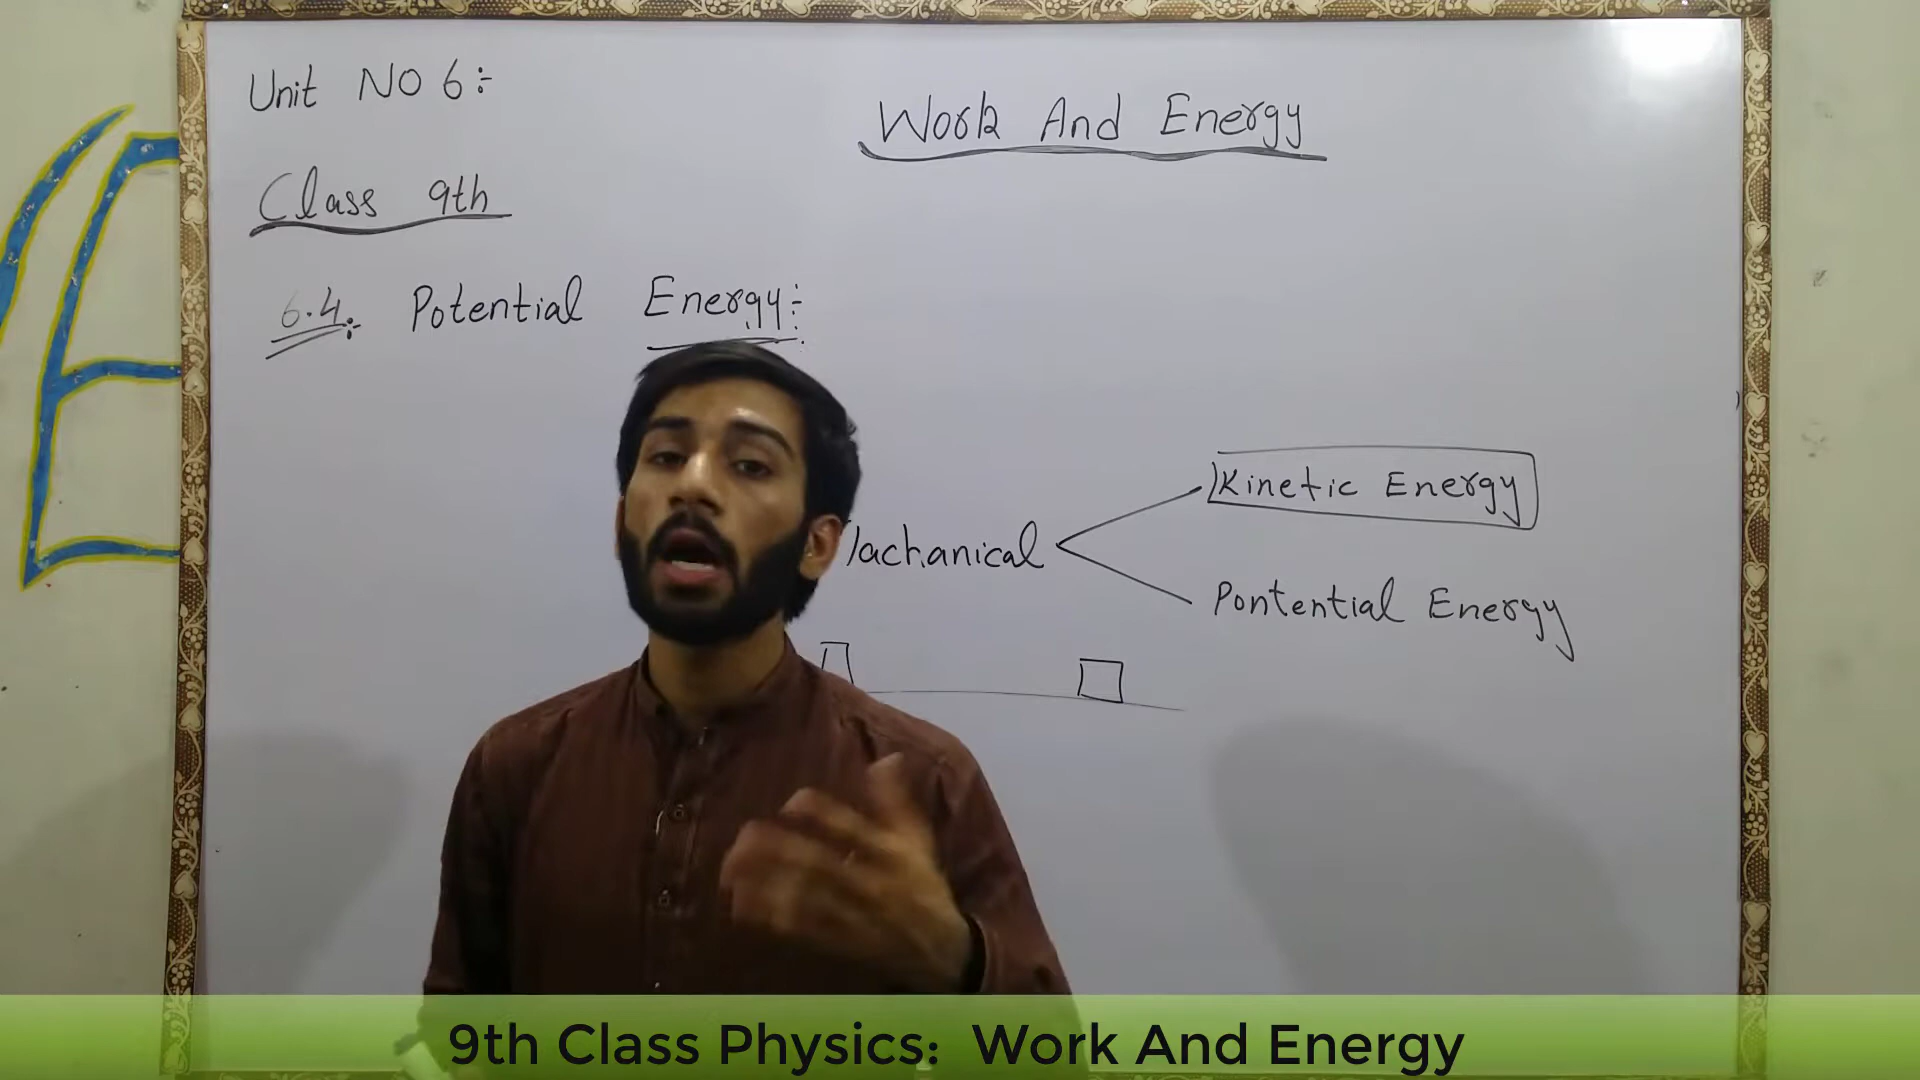 Unit NO 6:
Work And Energy
Class 9th
6.4: Potential Energy:
Kinetic Energy
achanical
Pontential Energy
9th Class Physics: Work And Energy